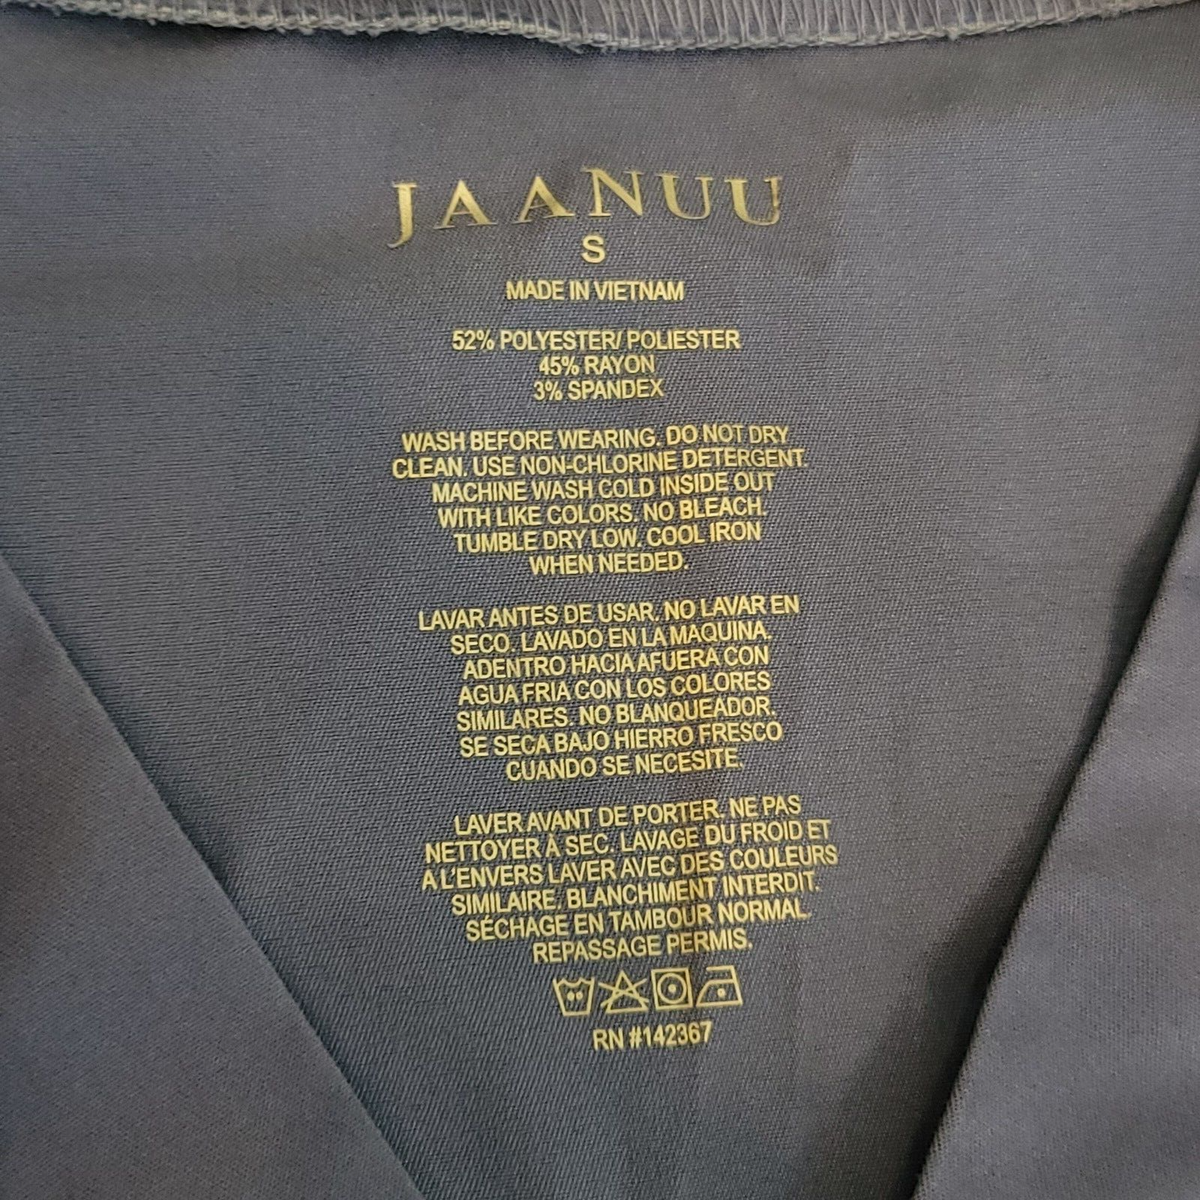 JAANUU
S
MADE IN VIETNAM
52% POLYESTER/ POLIESTER
45% RAYON
3% SPANDEX
WASH BEFORE WEARING. DO NOT DRY
CLEAN. USE NON-CHLORINE DETERGENT.
MACHINE WASH COLD INSIDE OUT
WITH LIKE COLORS. NO BLEACH.
TUMBLE DRY LOW. COOL IRON
WHEN NEEDED.
LAVAR ANTES DE USAR. NO LAVAR EN
SECO. LAVADO EN LA MAQUINA.
ADENTRO HACIA AFUERA CON
AGUA FRIA CON LOS COLORES
SIMILARES. NO BLANQUEADOR.
SE SECA BAJO HIERRO FRESCO
CUANDO SE NECESITE.
LAVER AVANT DE PORTER. NE PAS
NETTOYER À SEC. LAVAGE DU FROID ET
A L'ENVERS LAVER AVEC DES COULEURS
SIMILAIRE. BLANCHIMENT INTERDIT.
SÉCHAGE EN TAMBOUR NORMAL.
REPASSAGE PERMIS.
RN #142367